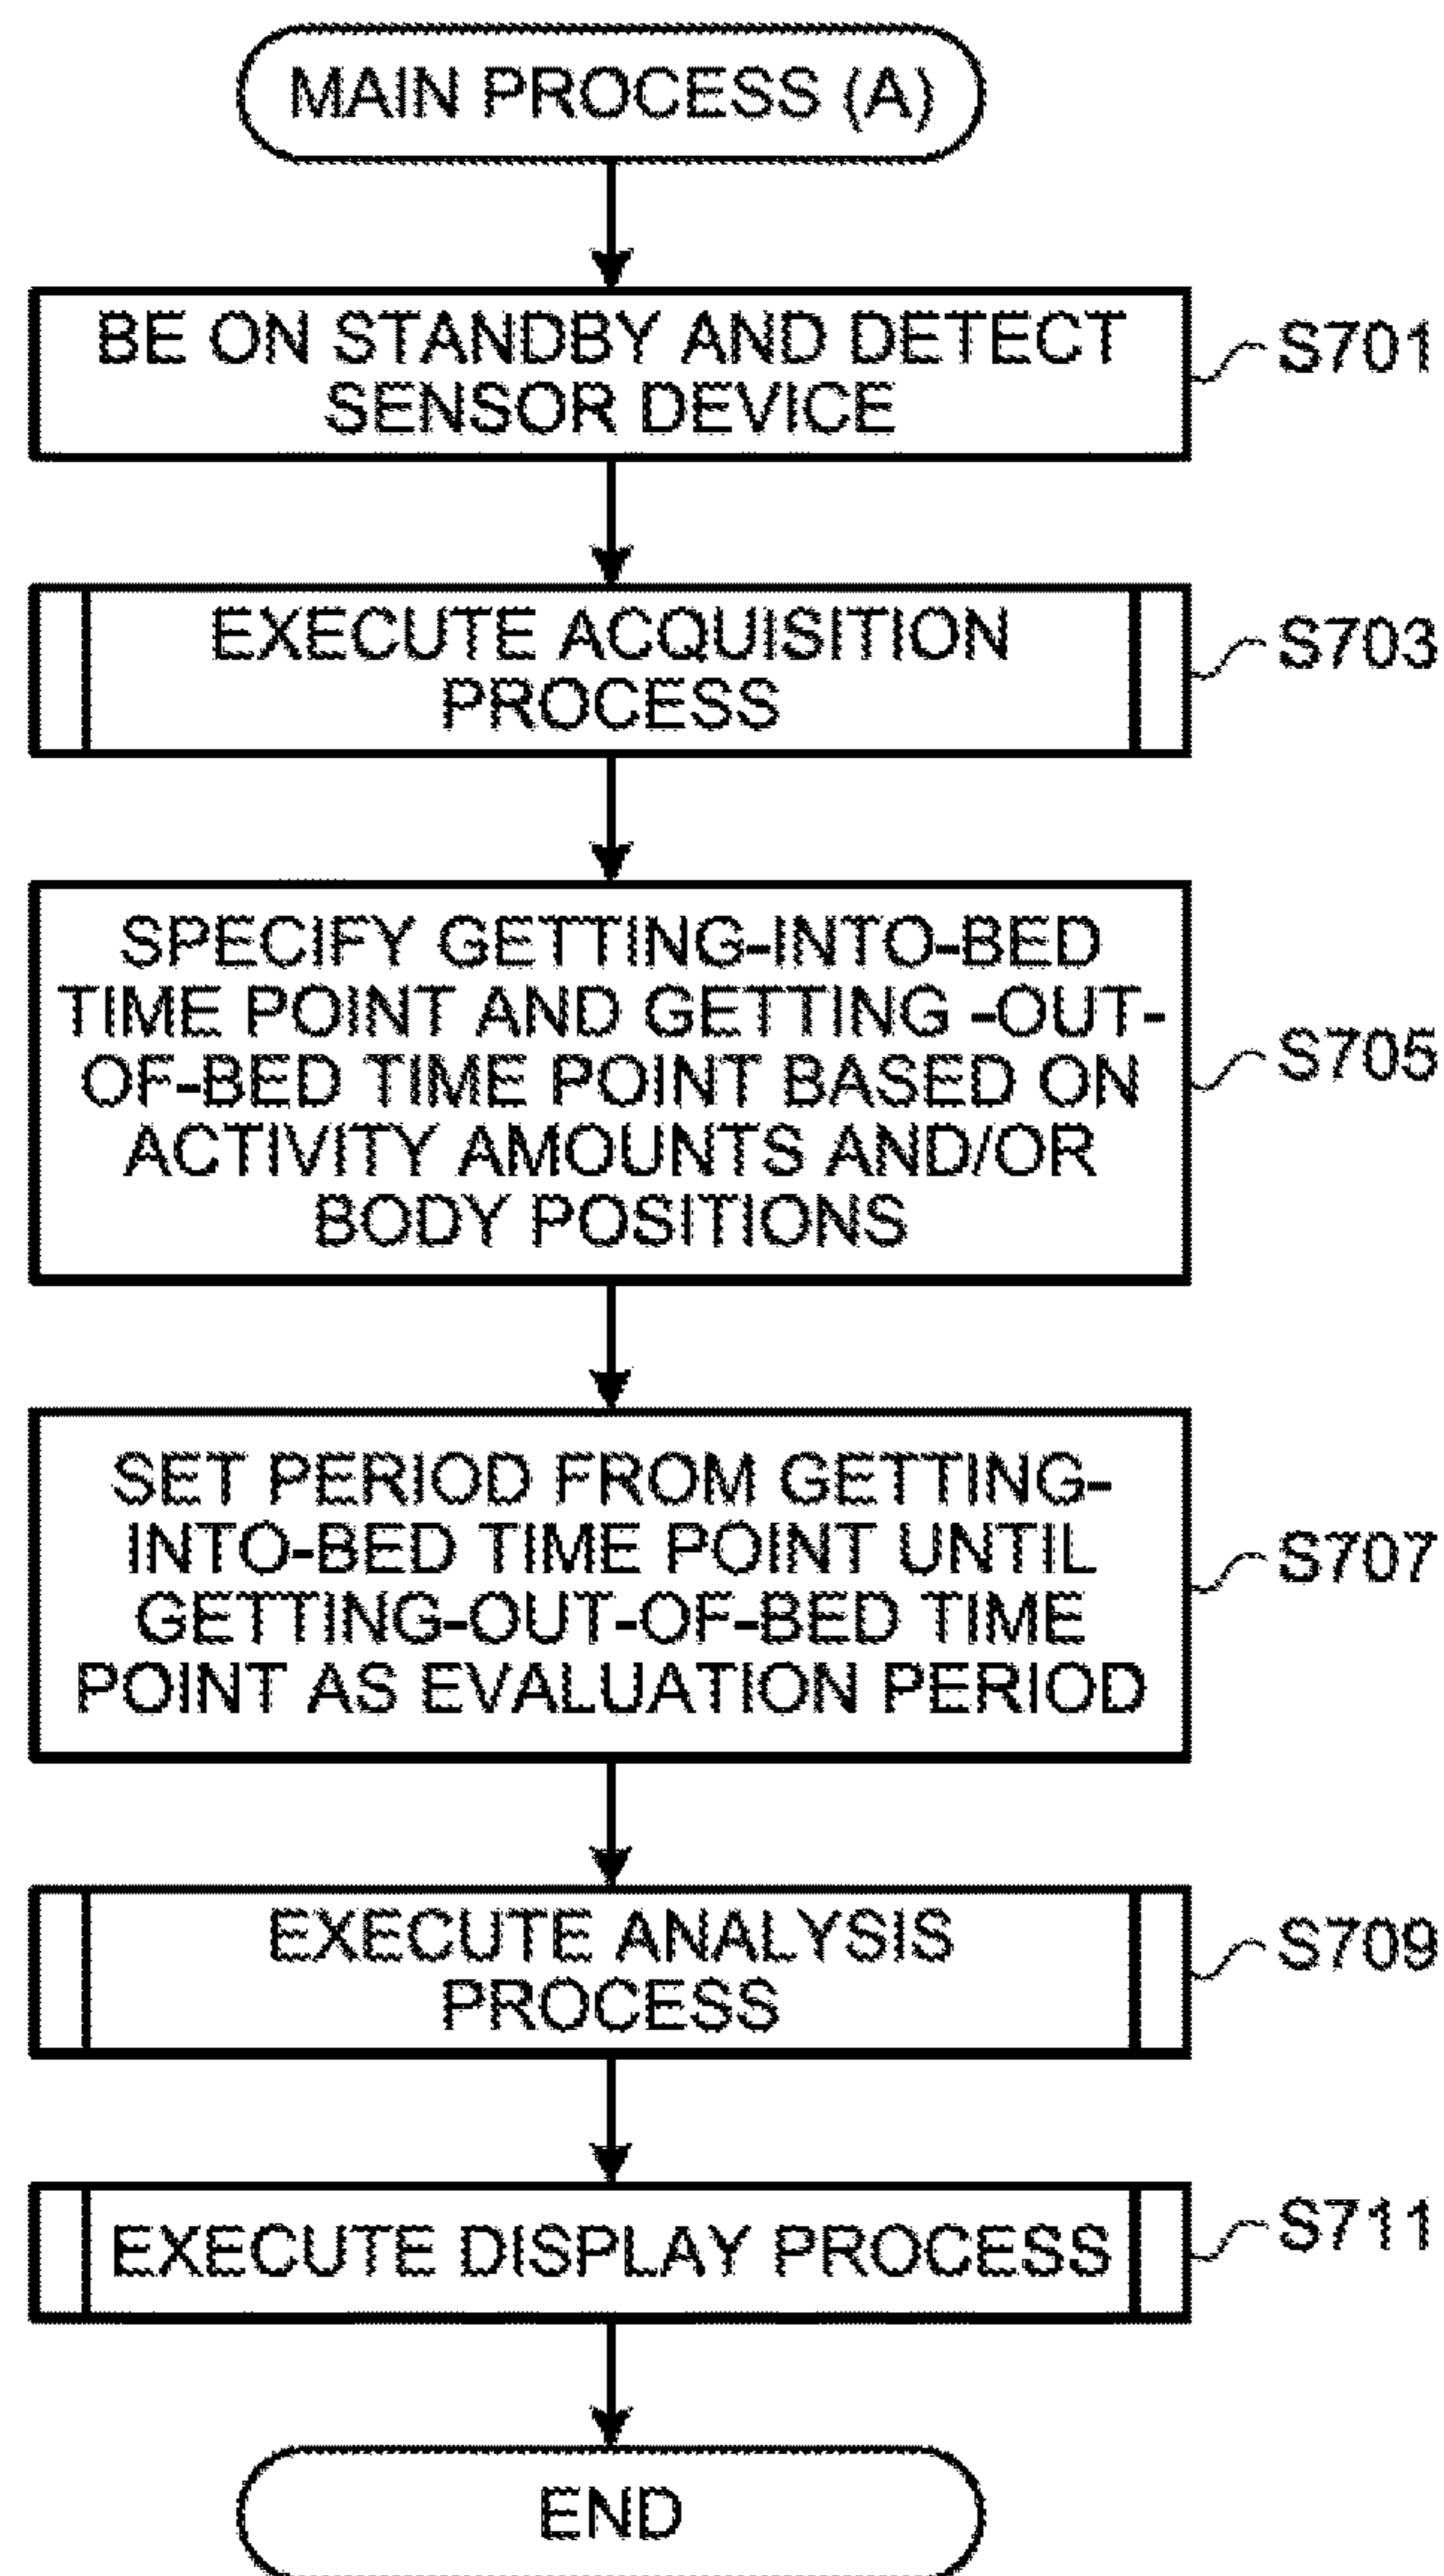 MAIN PROCESS (A)
BE ON STANDBY AND DETECT
SENSOR DEVICE
S701
EXECUTE ACQUISITION
PROCESS
S703
SPECIFY GETTING-INTO-BED
TIME POINT AND GETTING -OUT-
OF-BED TIME POINT BASED ON
ACTIVITY AMOUNTS AND/OR
BODY POSITIONS
S705
SET PERIOD FROM GETTING-
INTO-BED TIME POINT UNTIL
GETTING-OUT-OF-BED TIME
POINT AS EVALUATION PERIOD
S707
EXECUTE ANALYSIS
PROCESS
S709
EXECUTE DISPLAY PROCESS
S711
END